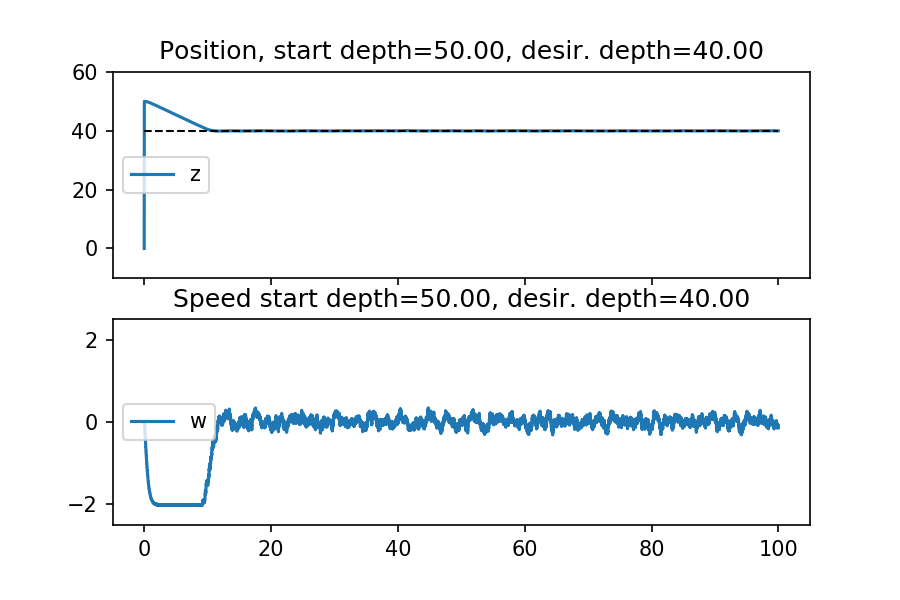 Position, start depth=50.00, desir. depth=40.00
60
40
20
0
z
Speed start depth=50.00, desir. depth=40.00
2
0
−2
w
0 20 40 60 80 100